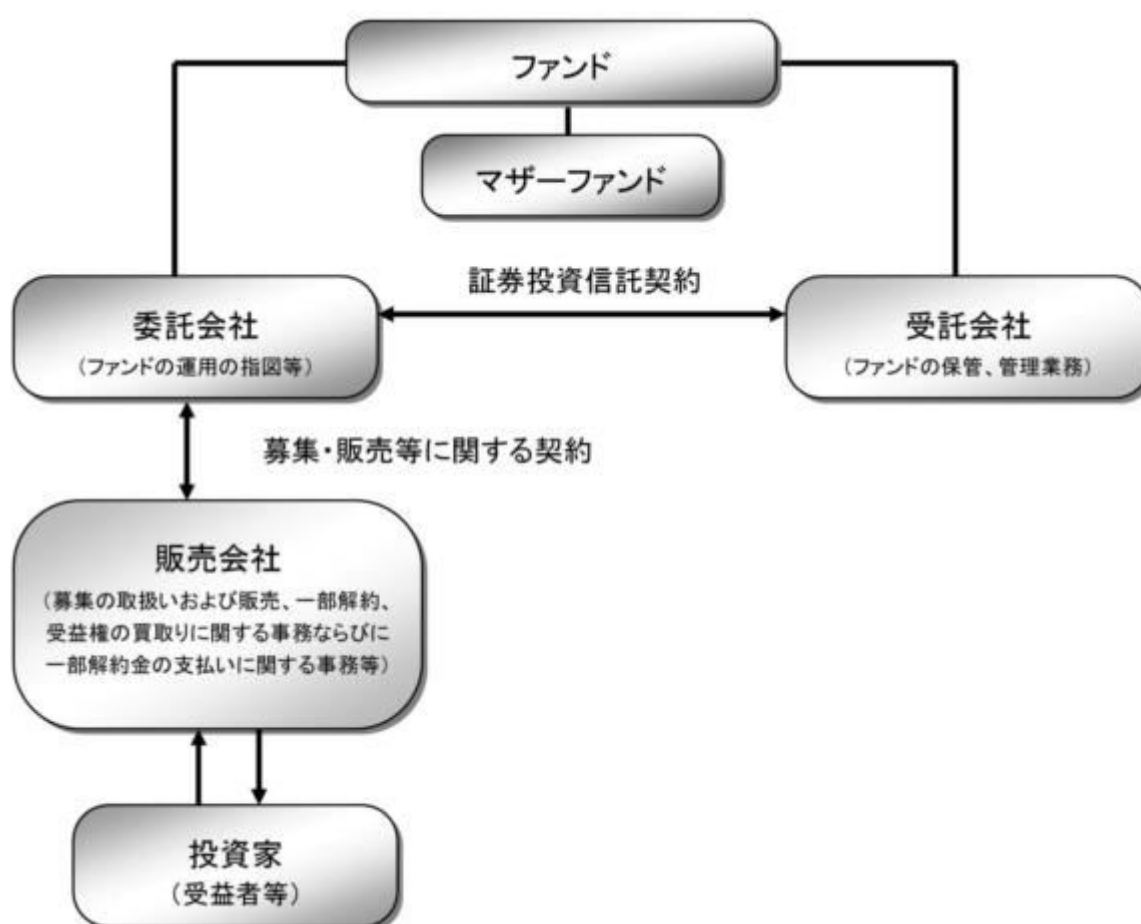 ファンド
マザーファンド
証券投資信託契約
委託会社
（ファンドの運用の指図等）
受託会社
（ファンドの保管、管理業務）
募集・販売等に関する契約
販売会社
（募集の取扱いおよび販売、一部解約、
受益権の買取りに関する事務ならびに
一部解約金の支払いに関する事務等）
投資家
（受益者等）